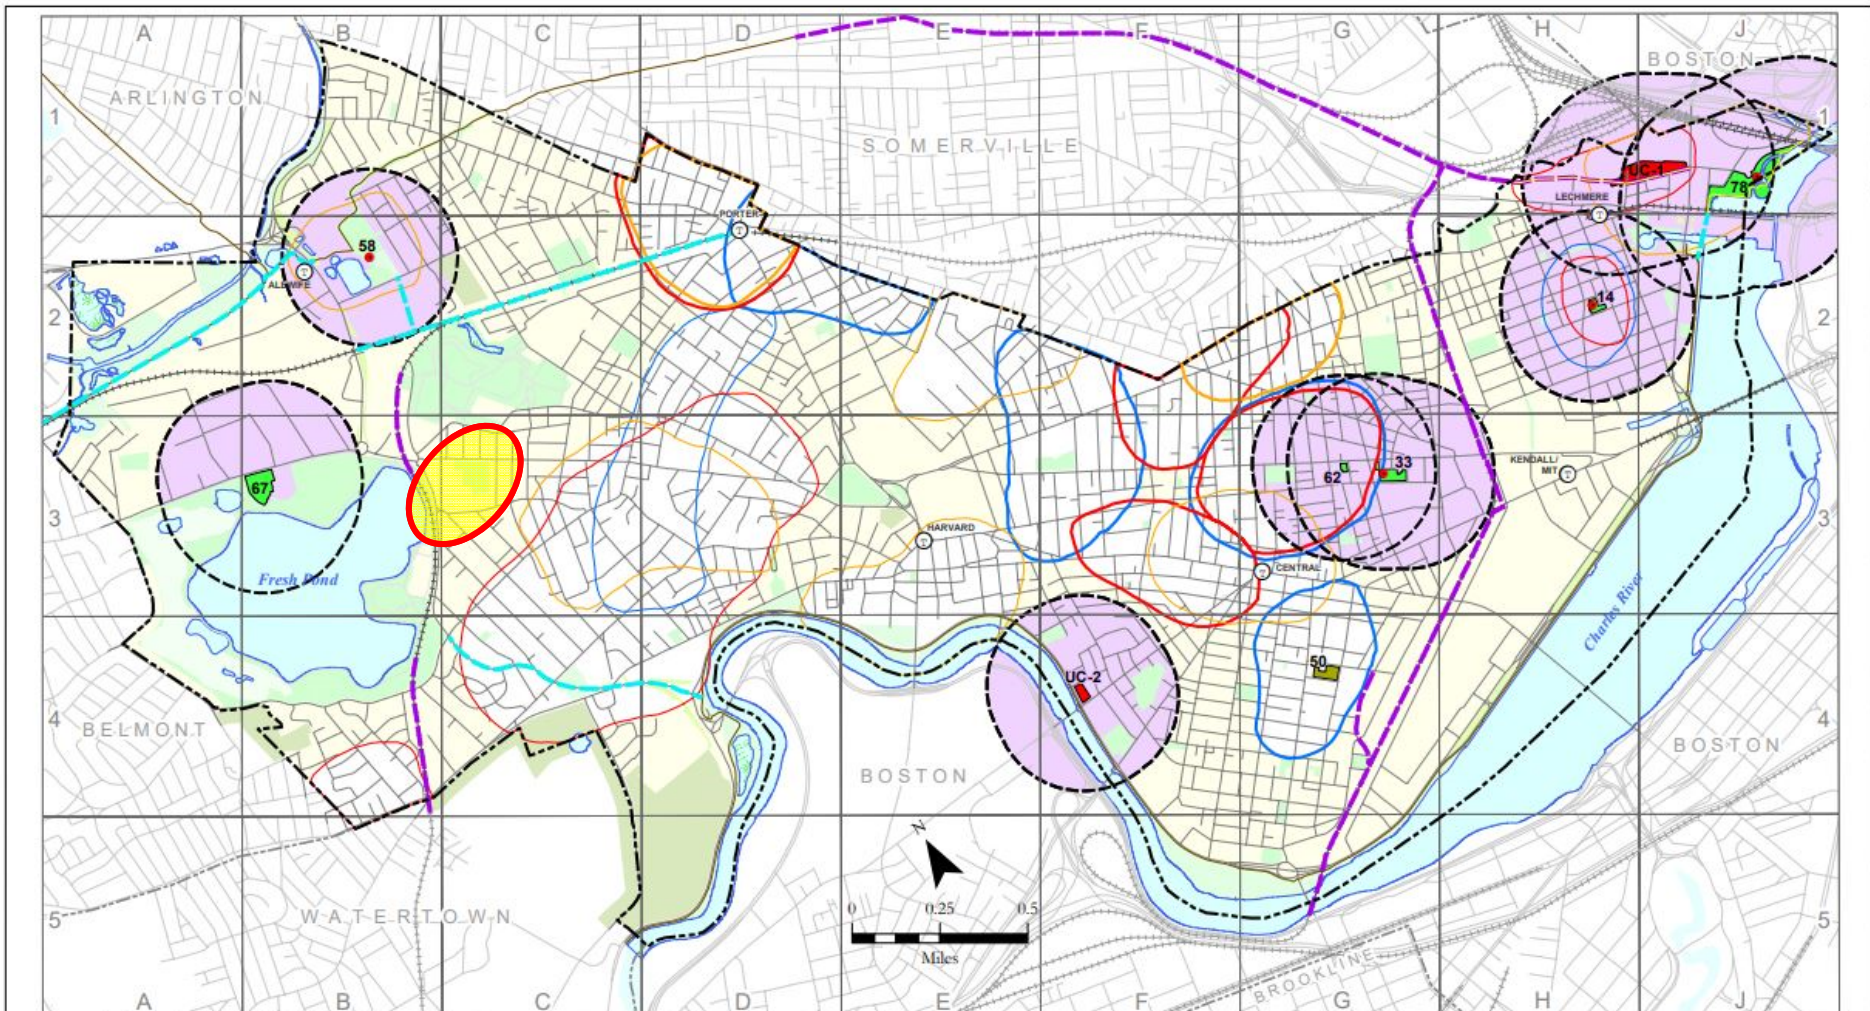 A B C D E F G H J
BOSTON
ARLINGTON
1
1
SOMERVILLE
UC-1
78
LECHMERE
PORTER
58
ALEWIFE
14
2
2
67
62
33
KENDALL/
MIT
3
3
HARVARD
CENTRAL
Fresh Pond
Charles River
50
UC-2
4
4
BELMONT
BOSTON
BOSTON
N
WATERTOWN
0 0.25 0.5
Miles
5
5
BROOKLINE
A B C D E F G H J